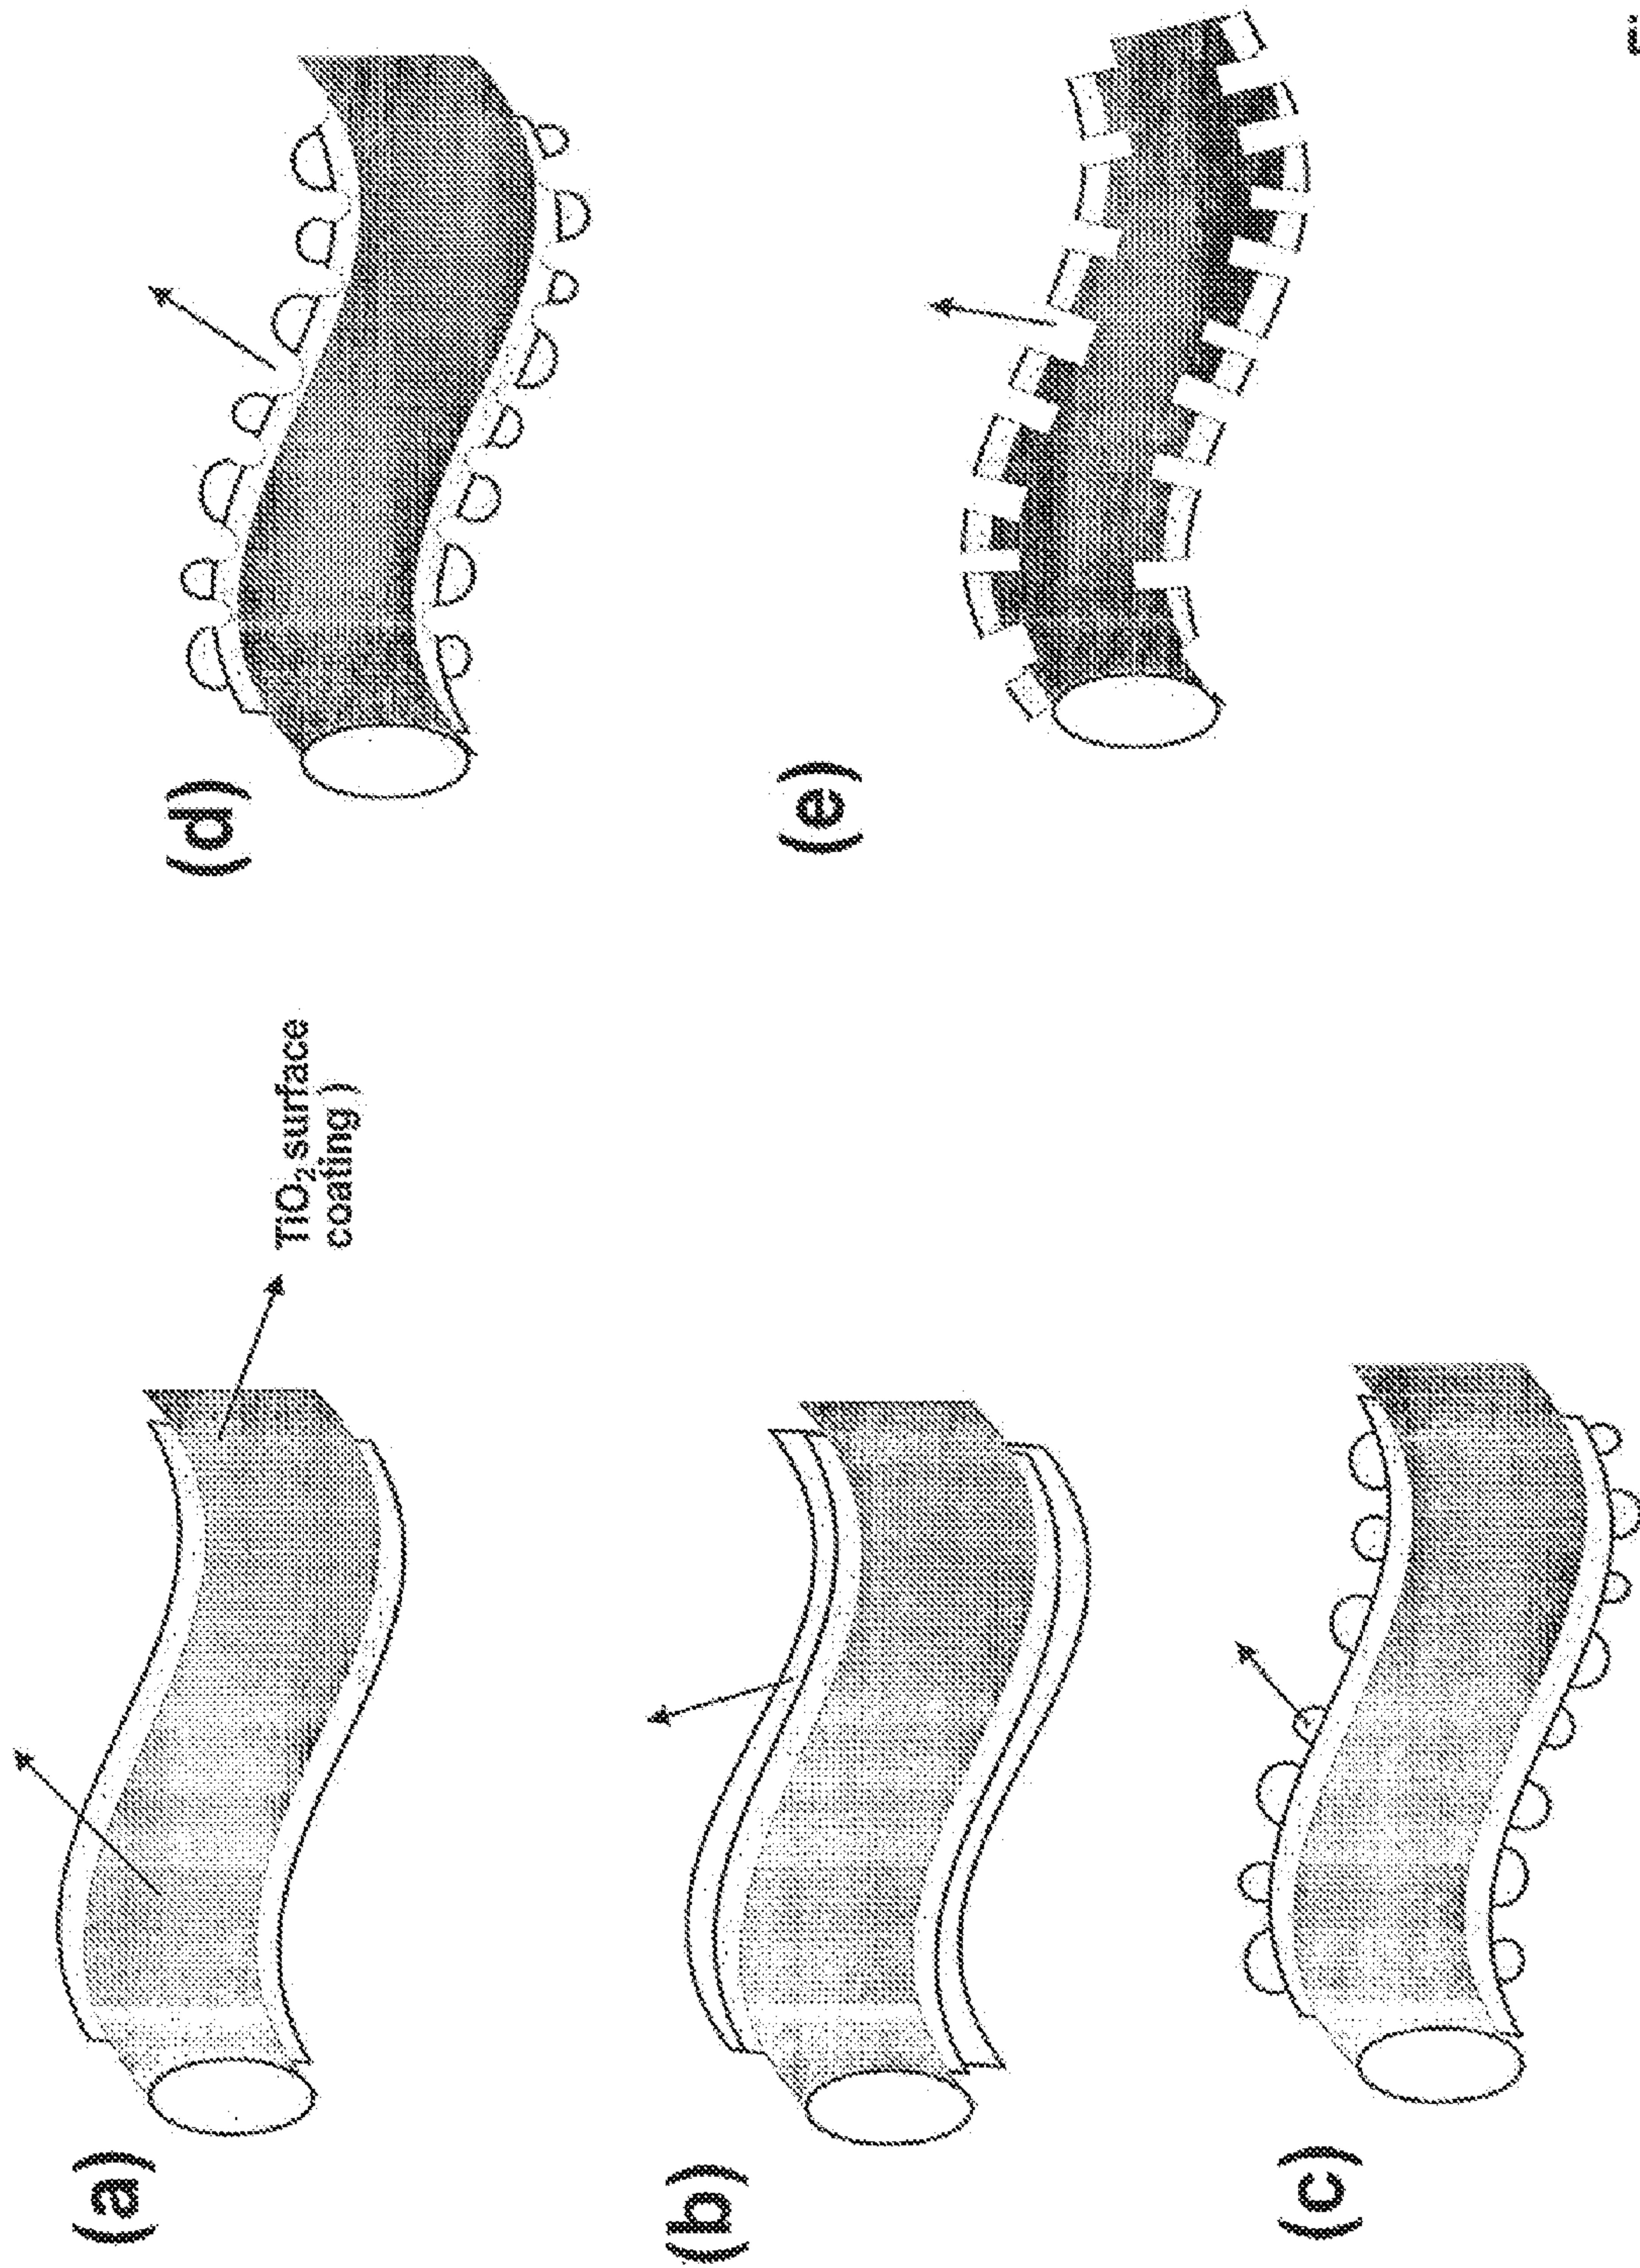 (a)
TiO₂ surface
coating )
(b)
(c)
(d)
(e)